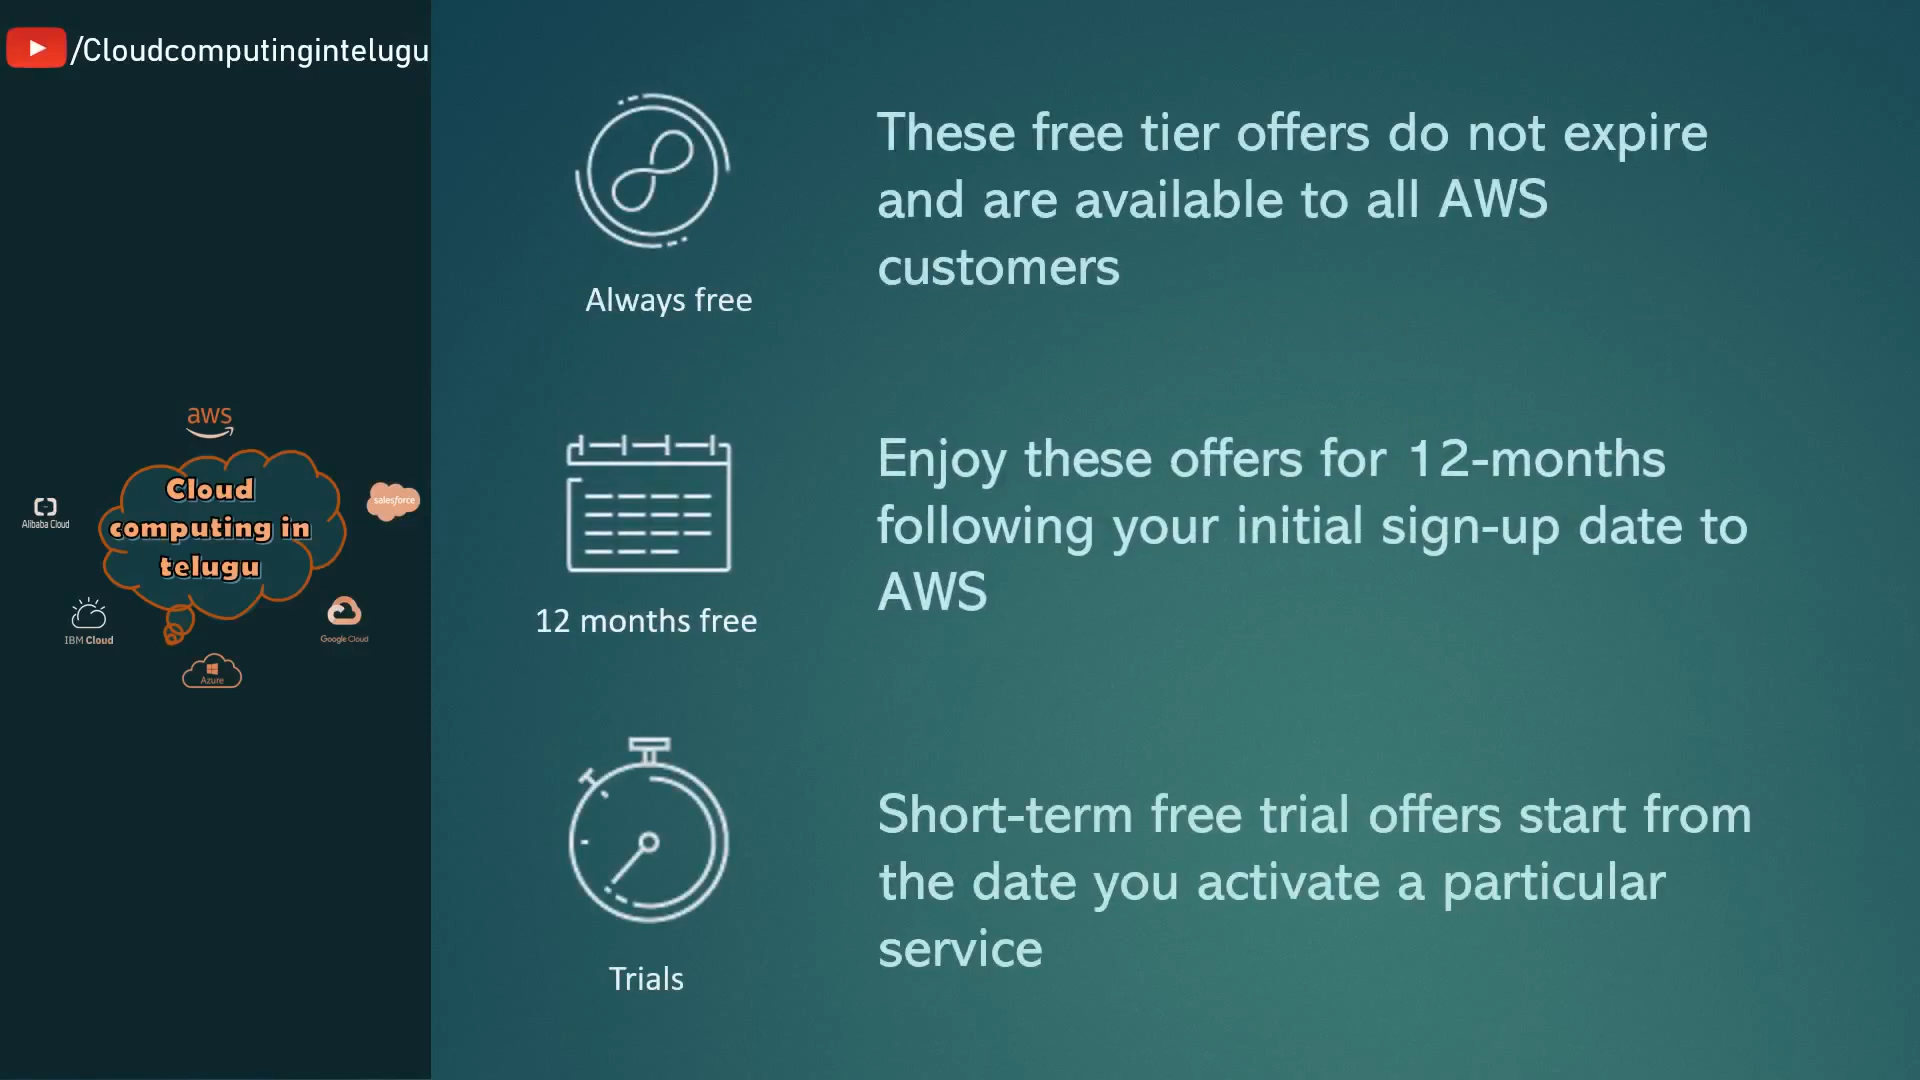 /Cloudcomputingintelugu
aws
Cloud
computing in
telugu
Alibaba Cloud
salesforce
IBM Cloud
Google Cloud
Azure
Always free
These free tier offers do not expire
and are available to all AWS
customers
12 months free
Enjoy these offers for 12-months
following your initial sign-up date to
AWS
Trials
Short-term free trial offers start from
the date you activate a particular
service